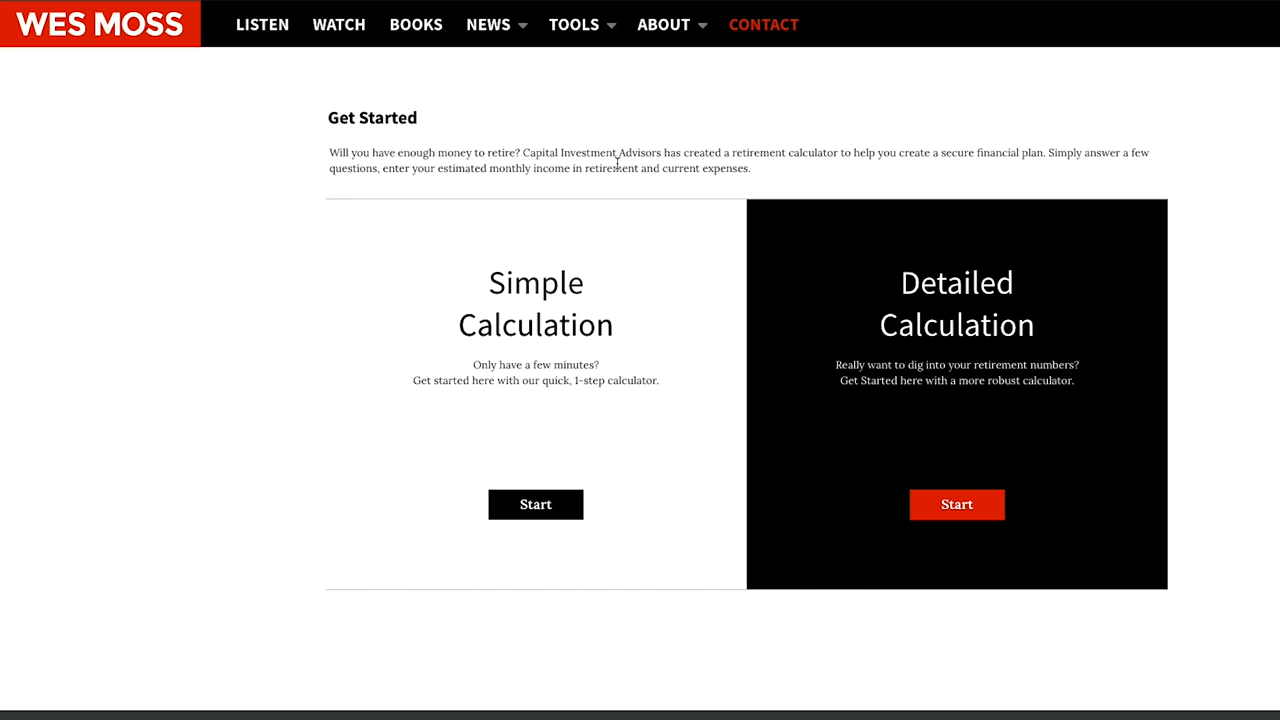 WES MOSS
LISTEN WATCH BOOKS NEWS TOOLS ABOUT CONTACT
Get Started
Will you have enough money to retire? Capital Investment Advisors has created a retirement calculator to help you create a secure financial plan. Simply answer a few
questions, enter your estimated monthly income in retirement and current expenses.
Simple
Calculation
Only have a few minutes?
Get started here with our quick, 1-step calculator.
Start
Detailed
Calculation
Really want to dig into your retirement numbers?
Get Started here with a more robust calculator.
Start